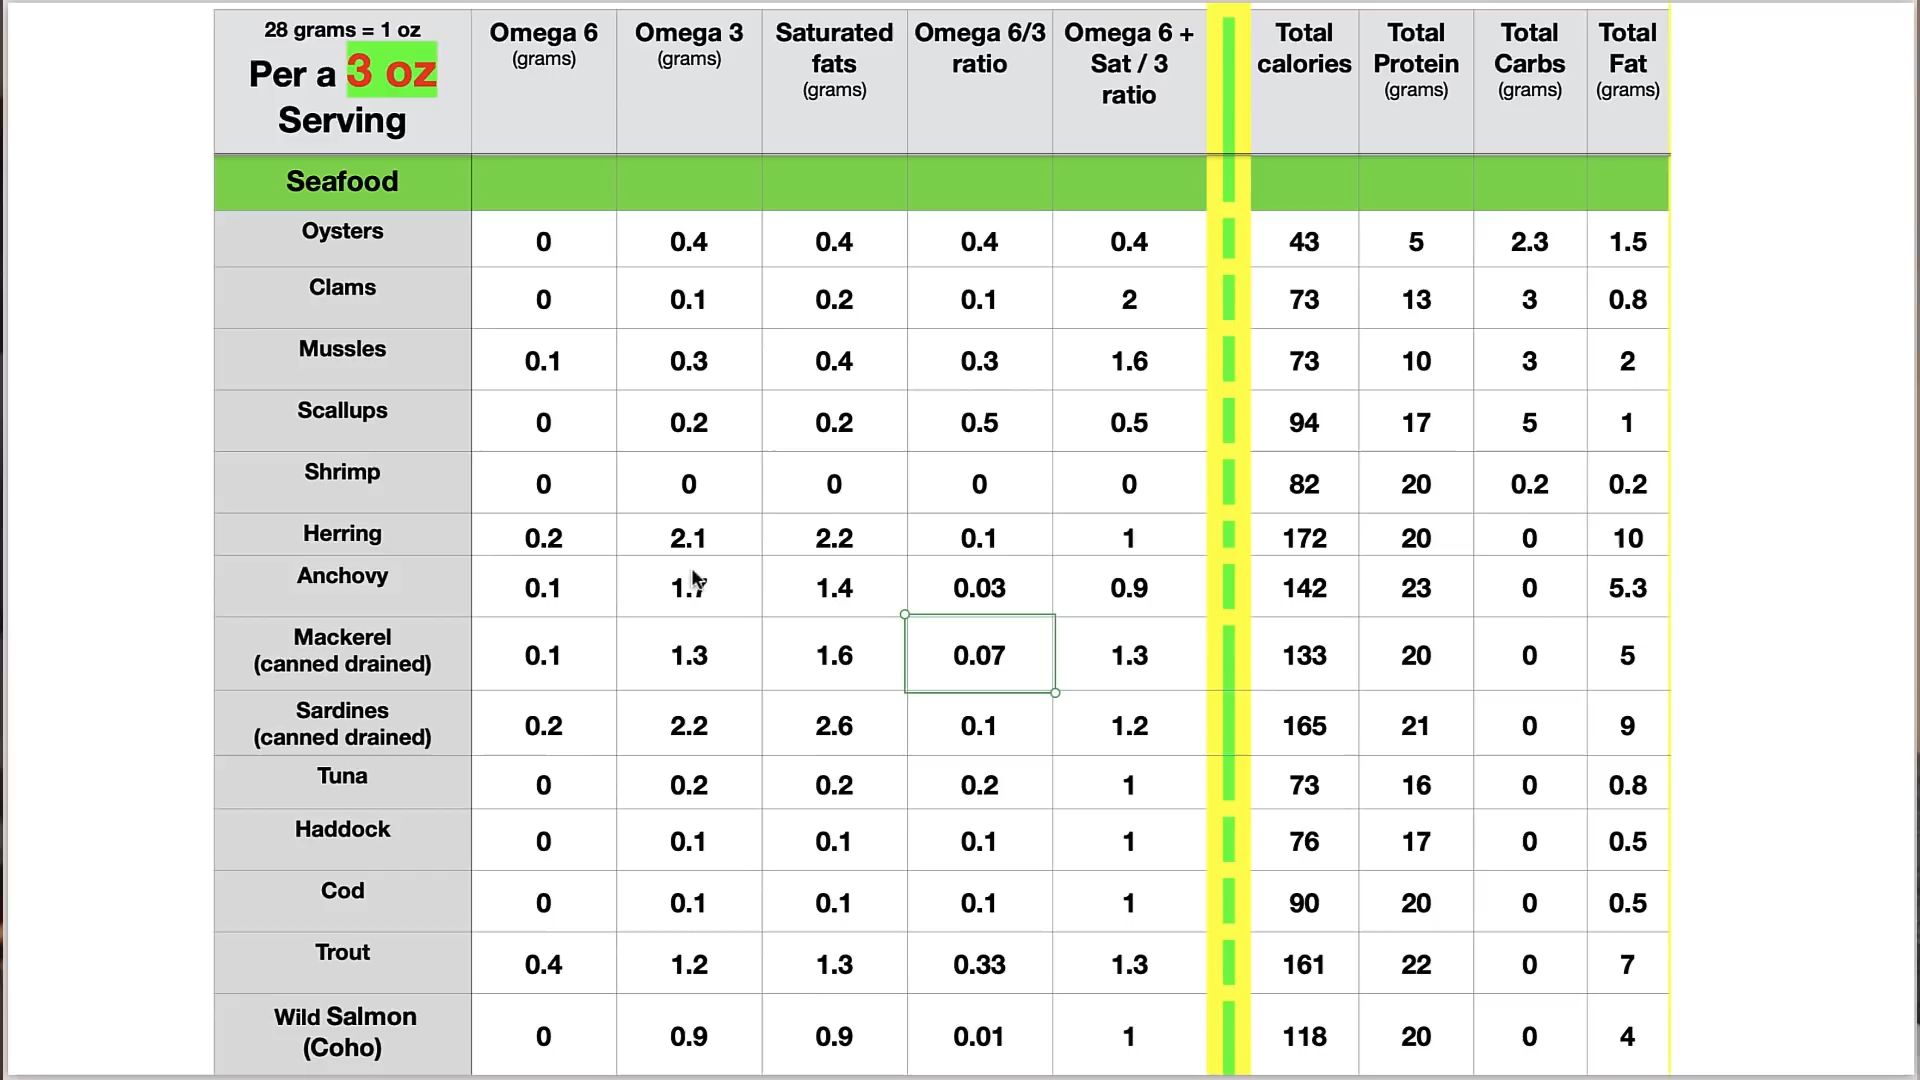 28 grams = 1 oz
Per a 3 oz
Serving
Omega 6
(grams)
Omega 3
(grams)
Saturated
fats
(grams)
Omega 6/3
ratio
Omega 6 +
Sat / 3
ratio
Total
calories
Total
Protein
(grams)
Total
Carbs
(grams)
Total
Fat
(grams)
Seafood
Oysters 0 0.4 0.4 0.4 0.4 43 5 2.3 1.5
Clams 0 0.1 0.2 0.1 2 73 13 3 0.8
Mussles 0.1 0.3 0.4 0.3 1.6 73 10 3 2
Scallups 0 0.2 0.2 0.5 0.5 94 17 5 1
Shrimp 0 0 0 0 0 82 20 0.2 0.2
Herring 0.2 2.1 2.2 0.1 1 172 20 0 10
Anchovy 0.1 1.4 0.03 0.9 142 23 0 5.3
Mackerel
(canned drained) 0.1 1.3 1.6 0.07 1.3 133 20 0 5
Sardines
(canned drained) 0.2 2.2 2.6 0.1 1.2 165 21 0 9
Tuna 0 0.2 0.2 0.2 1 73 16 0 0.8
Haddock 0 0.1 0.1 0.1 1 76 17 0 0.5
Cod 0 0.1 0.1 0.1 1 90 20 0 0.5
Trout 0.4 1.2 1.3 0.33 1.3 161 22 0 7
Wild Salmon
(Coho) 0 0.9 0.9 0.01 1 118 20 0 4